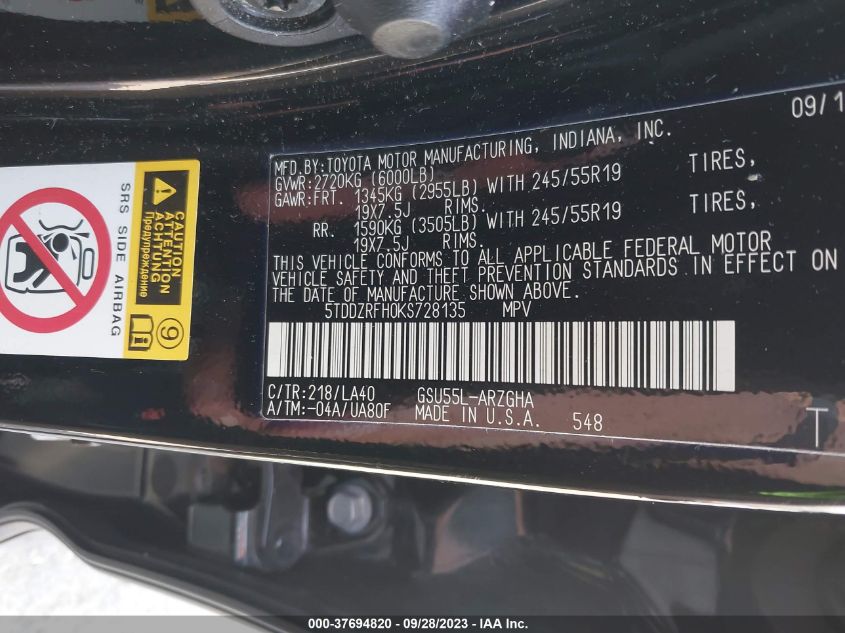 09/1
MFD.BY:TOYOTA MOTOR MANUFACTURING, INDIANA, INC.
GVWR:2720KG (6000LB)
GAWR:FRT. 1345KG (2955LB) WITH 245/55R19 TIRES,
19X7.5J RIMS.
RR. 1590KG (3505LB) WITH 245/55R19 TIRES,
19X7.5J RIMS.
THIS VEHICLE CONFORMS TO ALL APPLICABLE FEDERAL MOTOR
VEHICLE SAFETY AND THEFT PREVENTION STANDARDS IN EFFECT ON
THE DATE OF MANUFACTURE SHOWN ABOVE.
5TDDZRFH0KS728135 MPV
C/TR:218/LA40 GSU55L-ARZGHA
A/TM:-04A/UA80F MADE IN U.S.A. 548
T
SRS SIDE AIRBAG
CAUTION
ATTENTION
ACHTUNG
Предупреждение
9
000-37694820 - 09/28/2023 - IAA Inc.